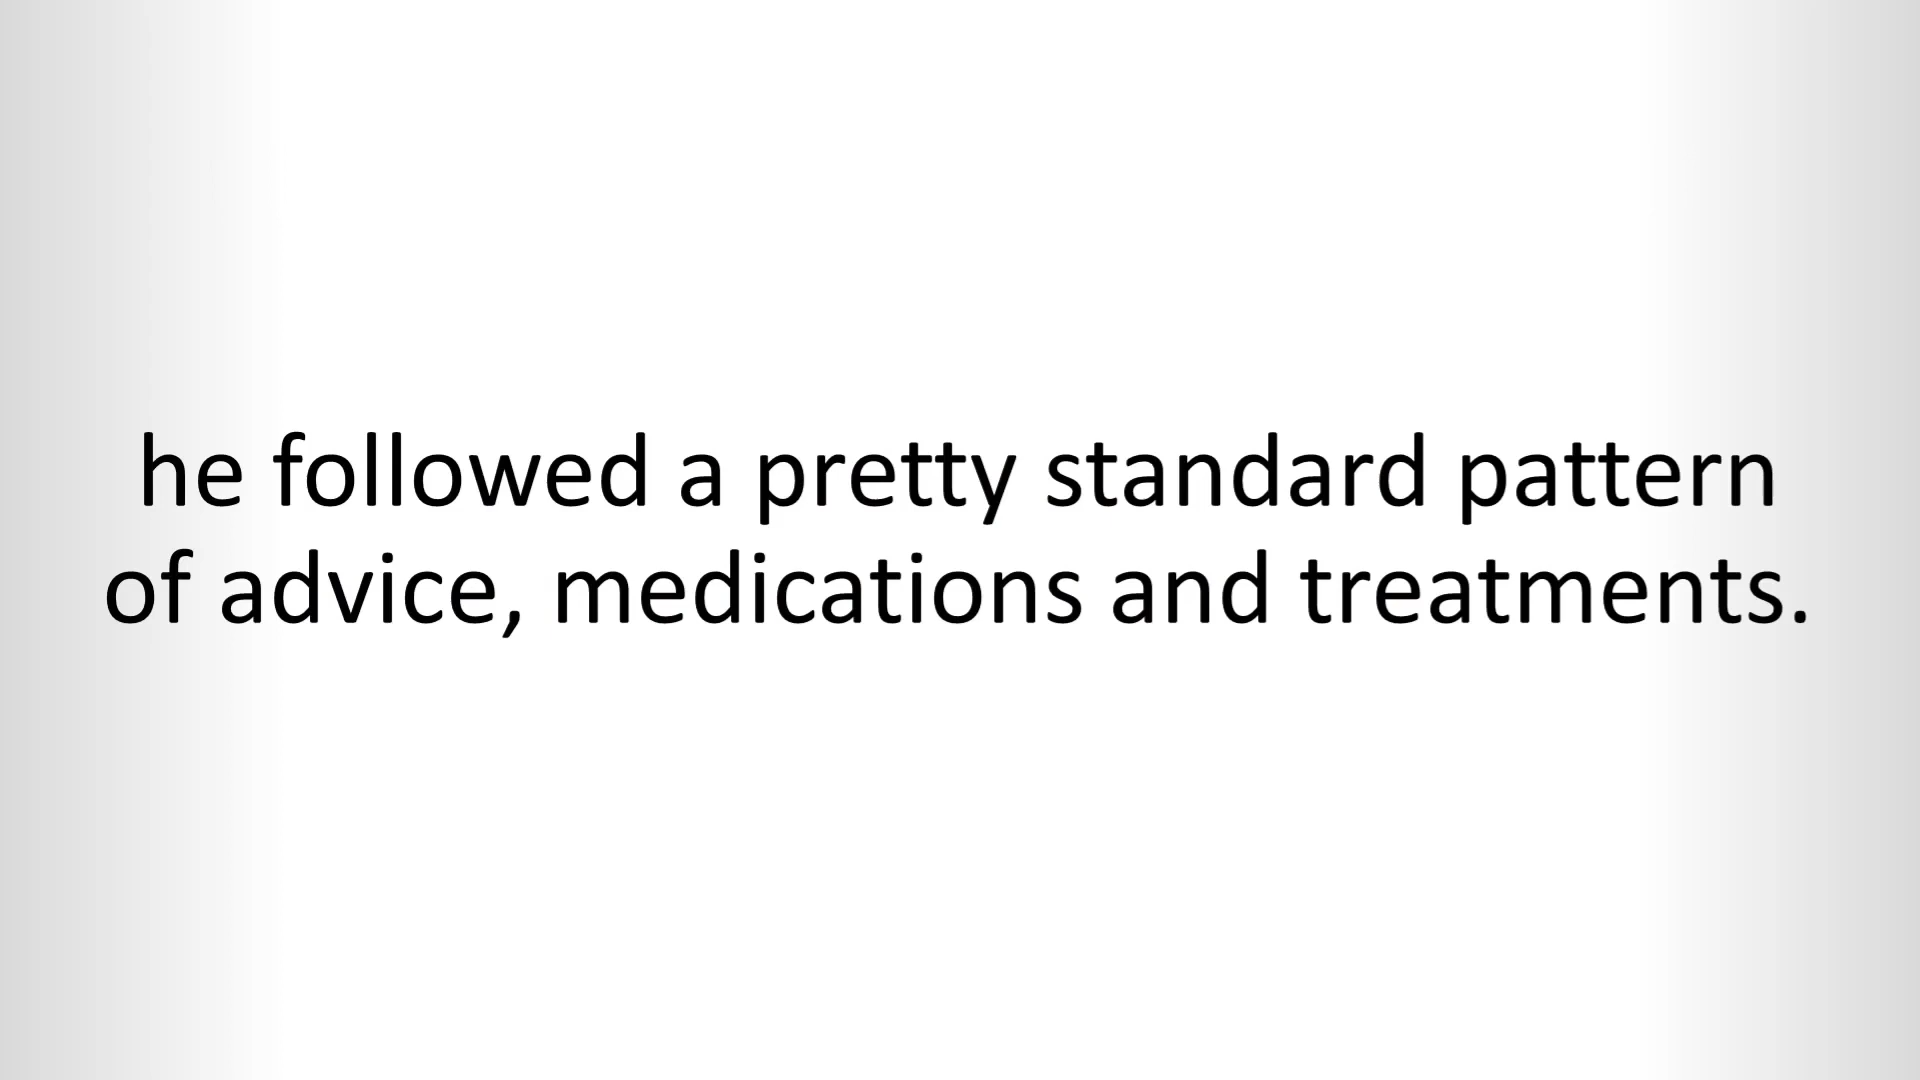 he followed a pretty standard pattern
of advice, medications and treatments.